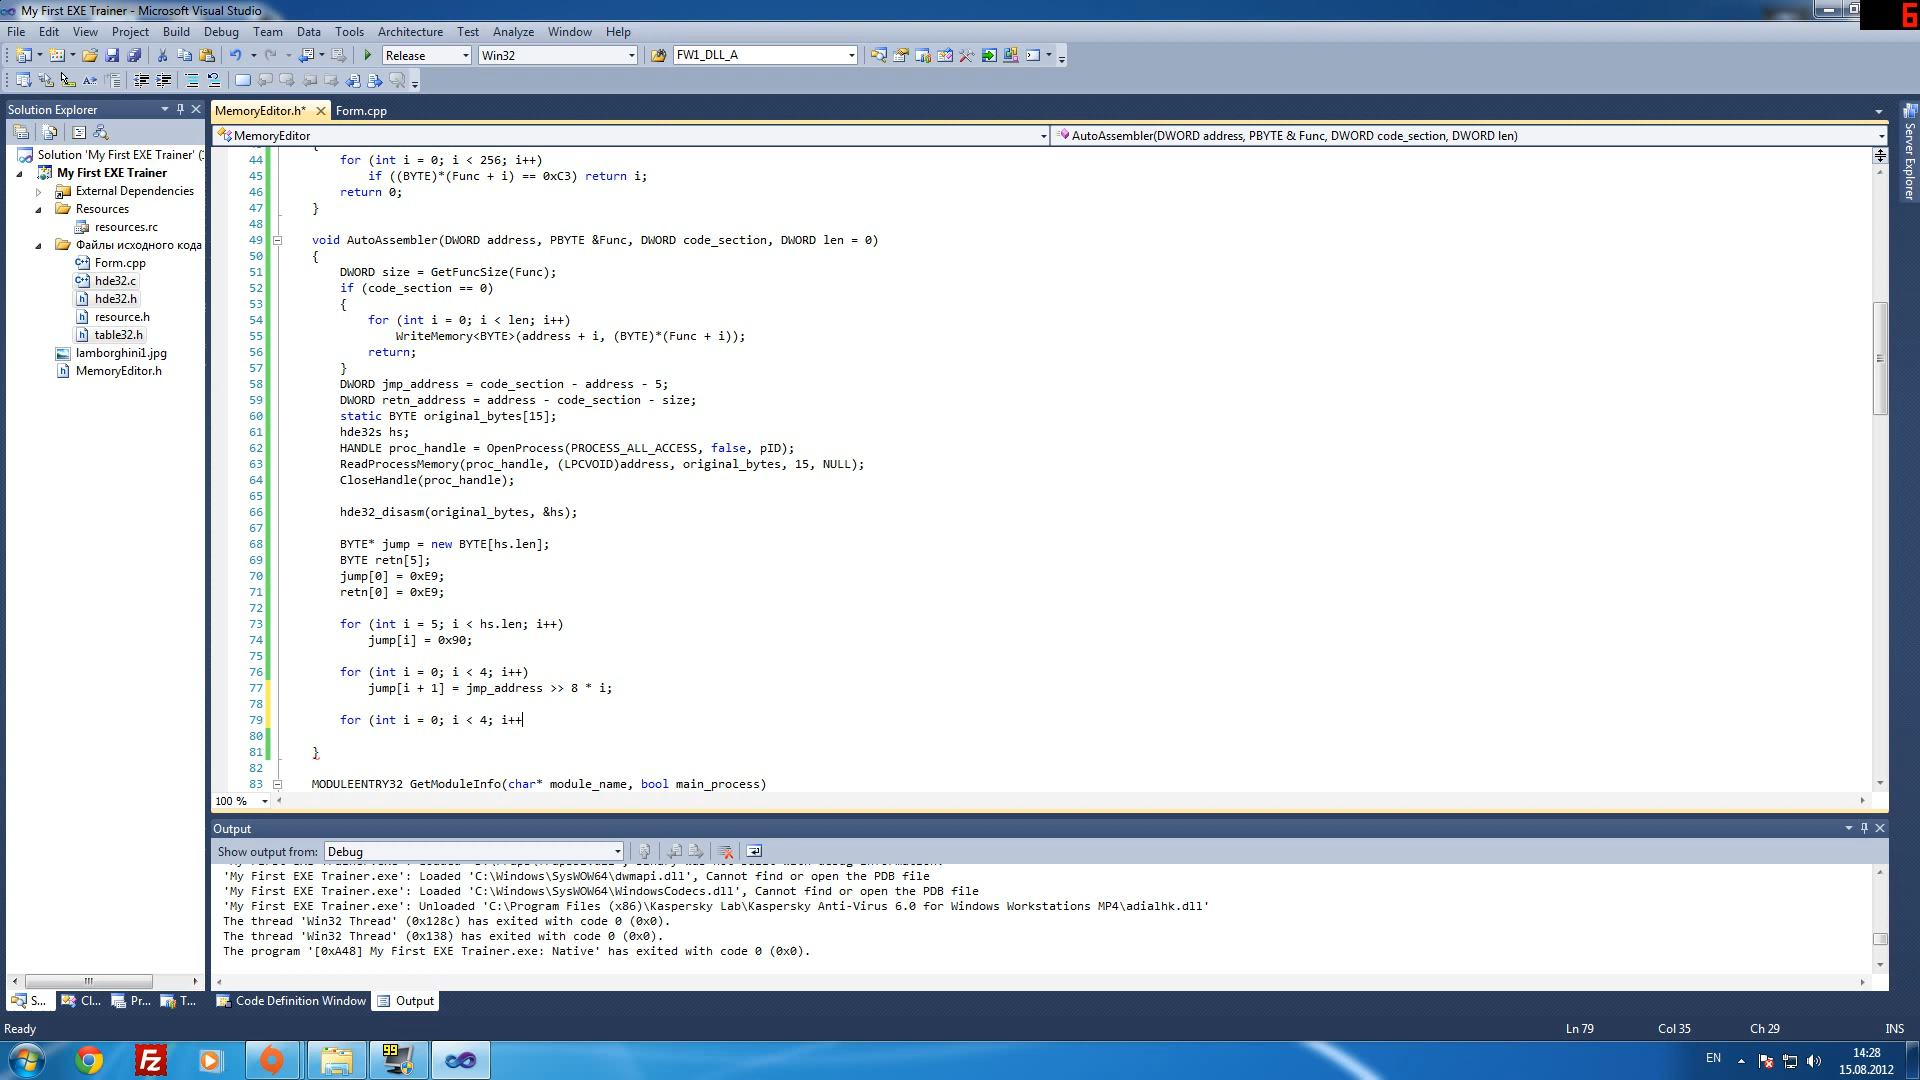 My First EXE Trainer - Microsoft Visual Studio
6
File Edit View Project Build Debug Team Data Tools Architecture Test Analyze Window Help
Release Win32 FW1_DLL_A
Solution Explorer
MemoryEditor.h* Form.cpp
MemoryEditor AutoAssembler(DWORD address, PBYTE & Func, DWORD code_section, DWORD len)
Server Explorer
Solution 'My First EXE Trainer' (
My First EXE Trainer
External Dependencies
Resources
resources.rc
Файлы исходного кода
Form.cpp
hde32.c
hde32.h
resource.h
table32.h
lamborghini1.jpg
MemoryEditor.h
44 for (int i = 0; i < 256; i++)
45 if ((BYTE)*(Func + i) == 0xC3) return i;
46 return 0;
47 }
48
49 void AutoAssembler(DWORD address, PBYTE &Func, DWORD code_section, DWORD len = 0)
50 {
51 DWORD size = GetFuncSize(Func);
52 if (code_section == 0)
53 {
54 for (int i = 0; i < len; i++)
55 WriteMemory<BYTE>(address + i, (BYTE)*(Func + i));
56 return;
57 }
58 DWORD jmp_address = code_section - address - 5;
59 DWORD retn_address = address - code_section - size;
60 static BYTE original_bytes[15];
61 hde32s hs;
62 HANDLE proc_handle = OpenProcess(PROCESS_ALL_ACCESS, false, pID);
63 ReadProcessMemory(proc_handle, (LPCVOID)address, original_bytes, 15, NULL);
64 CloseHandle(proc_handle);
65
66 hde32_disasm(original_bytes, &hs);
67
68 BYTE* jump = new BYTE[hs.len];
69 BYTE retn[5];
70 jump[0] = 0xE9;
71 retn[0] = 0xE9;
72
73 for (int i = 5; i < hs.len; i++)
74 jump[i] = 0x90;
75
76 for (int i = 0; i < 4; i++)
77 jump[i + 1] = jmp_address >> 8 * i;
78
79 for (int i = 0; i < 4; i++
80
81 }
82
83 MODULEENTRY32 GetModuleInfo(char* module_name, bool main_process)
100 %
Output
Show output from: Debug
'My First EXE Trainer.exe': Loaded 'C:\Windows\SysWOW64\dwmapi.dll', Cannot find or open the PDB file
'My First EXE Trainer.exe': Loaded 'C:\Windows\SysWOW64\WindowsCodecs.dll', Cannot find or open the PDB file
'My First EXE Trainer.exe': Unloaded 'C:\Program Files (x86)\Kaspersky Lab\Kaspersky Anti-Virus 6.0 for Windows Workstations MP4\adialhk.dll'
The thread 'Win32 Thread' (0x128c) has exited with code 0 (0x0).
The thread 'Win32 Thread' (0x138) has exited with code 0 (0x0).
The program '[0xA48] My First EXE Trainer.exe: Native' has exited with code 0 (0x0).
S... Cl... Pr... T... Code Definition Window Output
Ready Ln 79 Col 35 Ch 29 INS
99
EN 14:28
15.08.2012